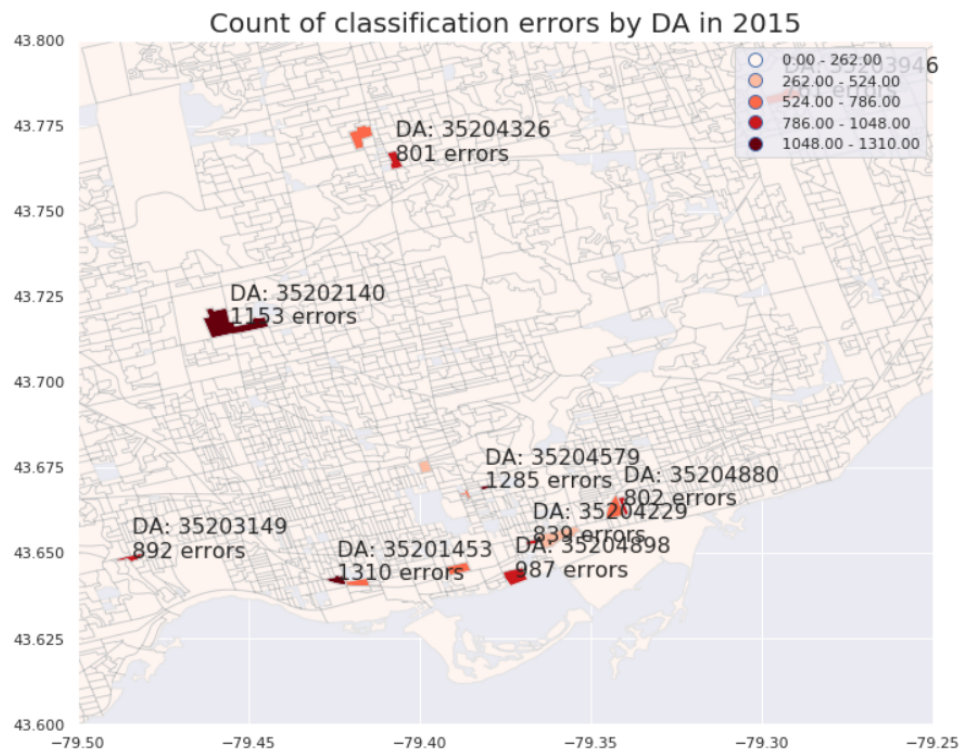 Count of classification errors by DA in 2015
43.800
43.775
43.750
43.725
43.700
43.675
43.650
43.625
43.600
0.00 - 262.00
262.00 - 524.00
524.00 - 786.00
786.00 - 1048.00
1048.00 - 1310.00
DA: 35203946
errors
DA: 35204326
801 errors
DA: 35202140
1153 errors
DA: 35204579
1285 errors
DA: 35204880
802 errors
DA: 35204229
839 errors
DA: 35204898
987 errors
DA: 35203149
892 errors
DA: 35201453
1310 errors
−79.50
−79.45
−79.40
−79.35
−79.30
−79.25